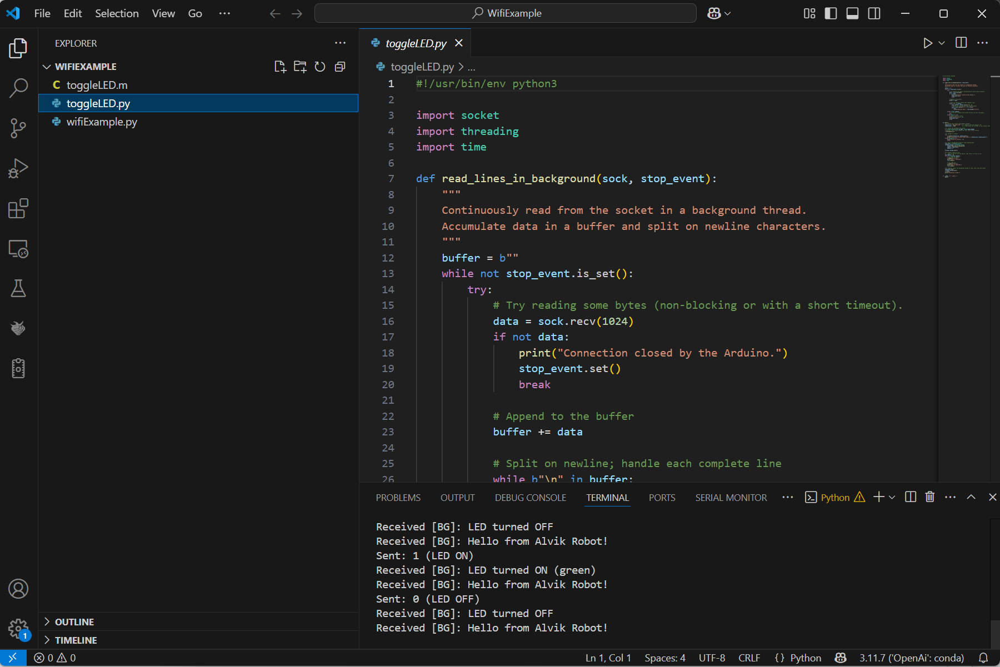 File Edit Selection View Go ···
WifiExample
EXPLORER
WIFIEXAMPLE
C toggleLED.m
toggleLED.py
wifiExample.py
OUTLINE
TIMELINE
toggleLED.py
toggleLED.py > ...
1 #!/usr/bin/env python3
2
3 import socket
4 import threading
5 import time
6
7 def read_lines_in_background(sock, stop_event):
8 """
9 Continuously read from the socket in a background thread.
10 Accumulate data in a buffer and split on newline characters.
11 """
12 buffer = b""
13 while not stop_event.is_set():
14 try:
15 # Try reading some bytes (non-blocking or with a short timeout).
16 data = sock.recv(1024)
17 if not data:
18 print("Connection closed by the Arduino.")
19 stop_event.set()
20 break
21
22 # Append to the buffer
23 buffer += data
24
25 # Split on newline; handle each complete line
26 while b"\n" in buffer:
PROBLEMS OUTPUT DEBUG CONSOLE TERMINAL PORTS SERIAL MONITOR ··· Python
Received [BG]: LED turned OFF
Received [BG]: Hello from Alvik Robot!
Sent: 1 (LED ON)
Received [BG]: LED turned ON (green)
Received [BG]: Hello from Alvik Robot!
Sent: 0 (LED OFF)
Received [BG]: LED turned OFF
Received [BG]: Hello from Alvik Robot!
1
0 0
Ln 1, Col 1 Spaces: 4 UTF-8 CRLF {} Python 3.11.7 ('OpenAi': conda)